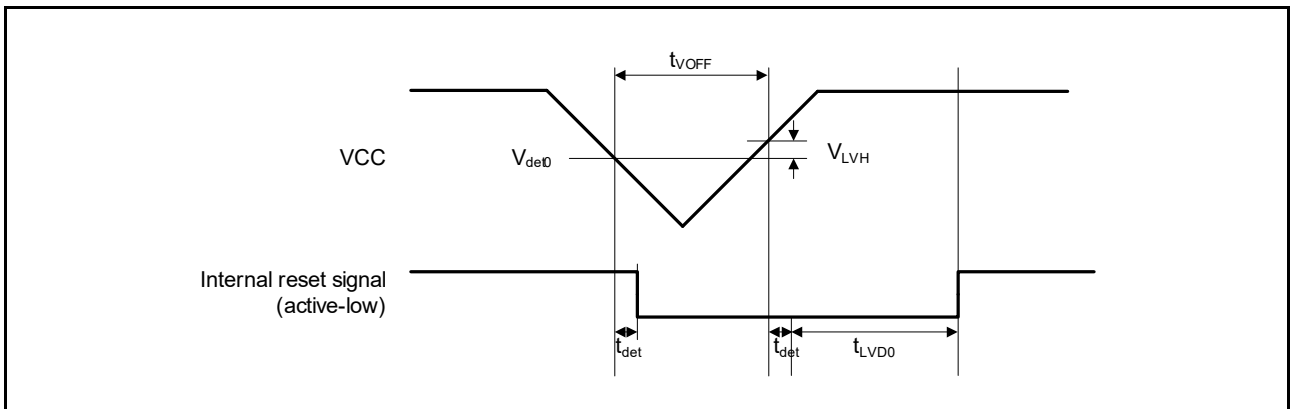 tVOFF
VCC
Vdet0
VLVH
Internal reset signal
(active-low)
tdet
tdet
tLVD0